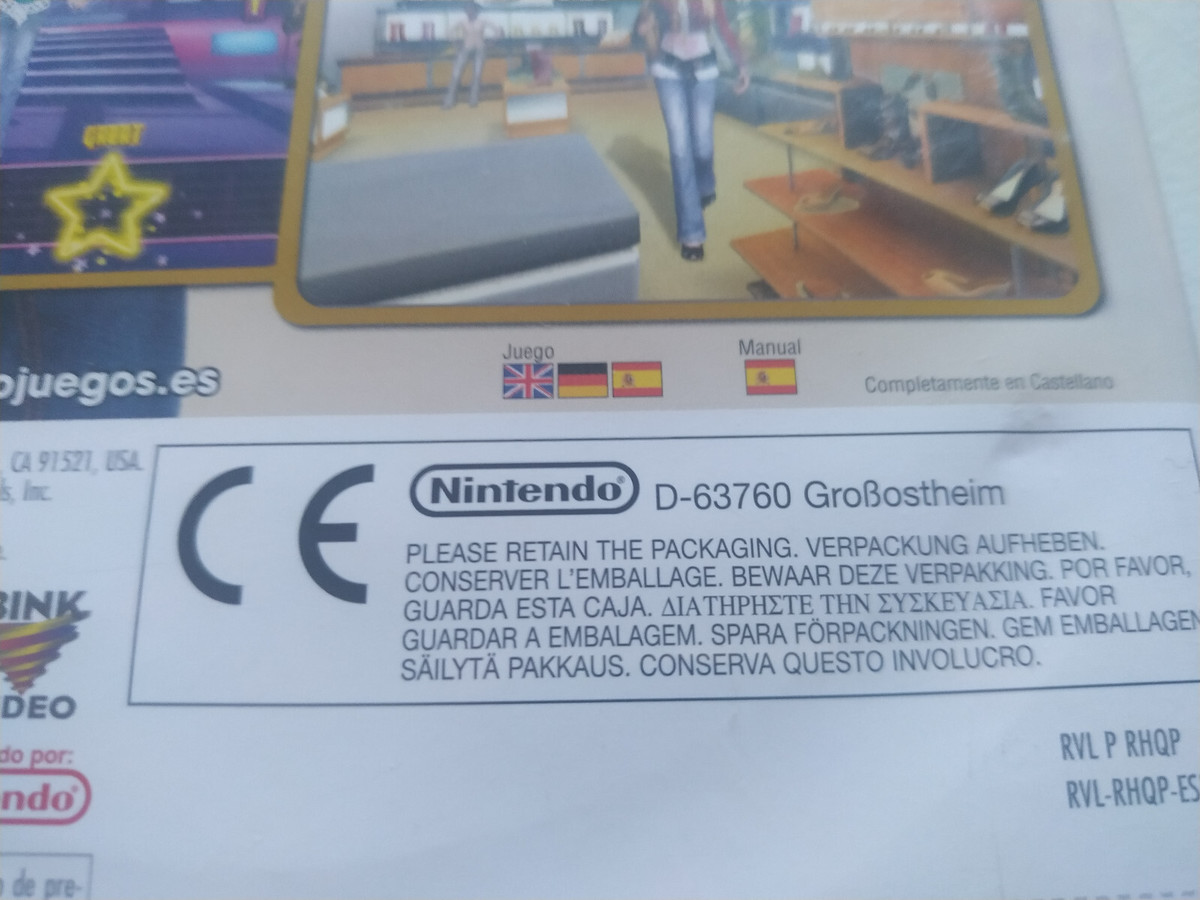 Juego
Manual
Completamente en Castellano
ojuegos.es
CA 91521, USA.
ls, Inc.
CE
Nintendo® D-63760 Großostheim
PLEASE RETAIN THE PACKAGING. VERPACKUNG AUFHEBEN.
CONSERVER L'EMBALLAGE. BEWAAR DEZE VERPAKKING. POR FAVOR,
GUARDA ESTA CAJA. ΔΙΑΤΗΡΗΣΤΕ ΤΗΝ ΣΥΣΚΕΥΑΣΙΑ. FAVOR
GUARDAR A EMBALAGEM. SPARA FÖRPACKNINGEN. GEM EMBALLAGEN
SÄILYTÄ PAKKAUS. CONSERVA QUESTO INVOLUCRO.
BINK
DEO
do por:
ndo®
RVL P RHQP
RVL-RHQP-ES
o de pre-